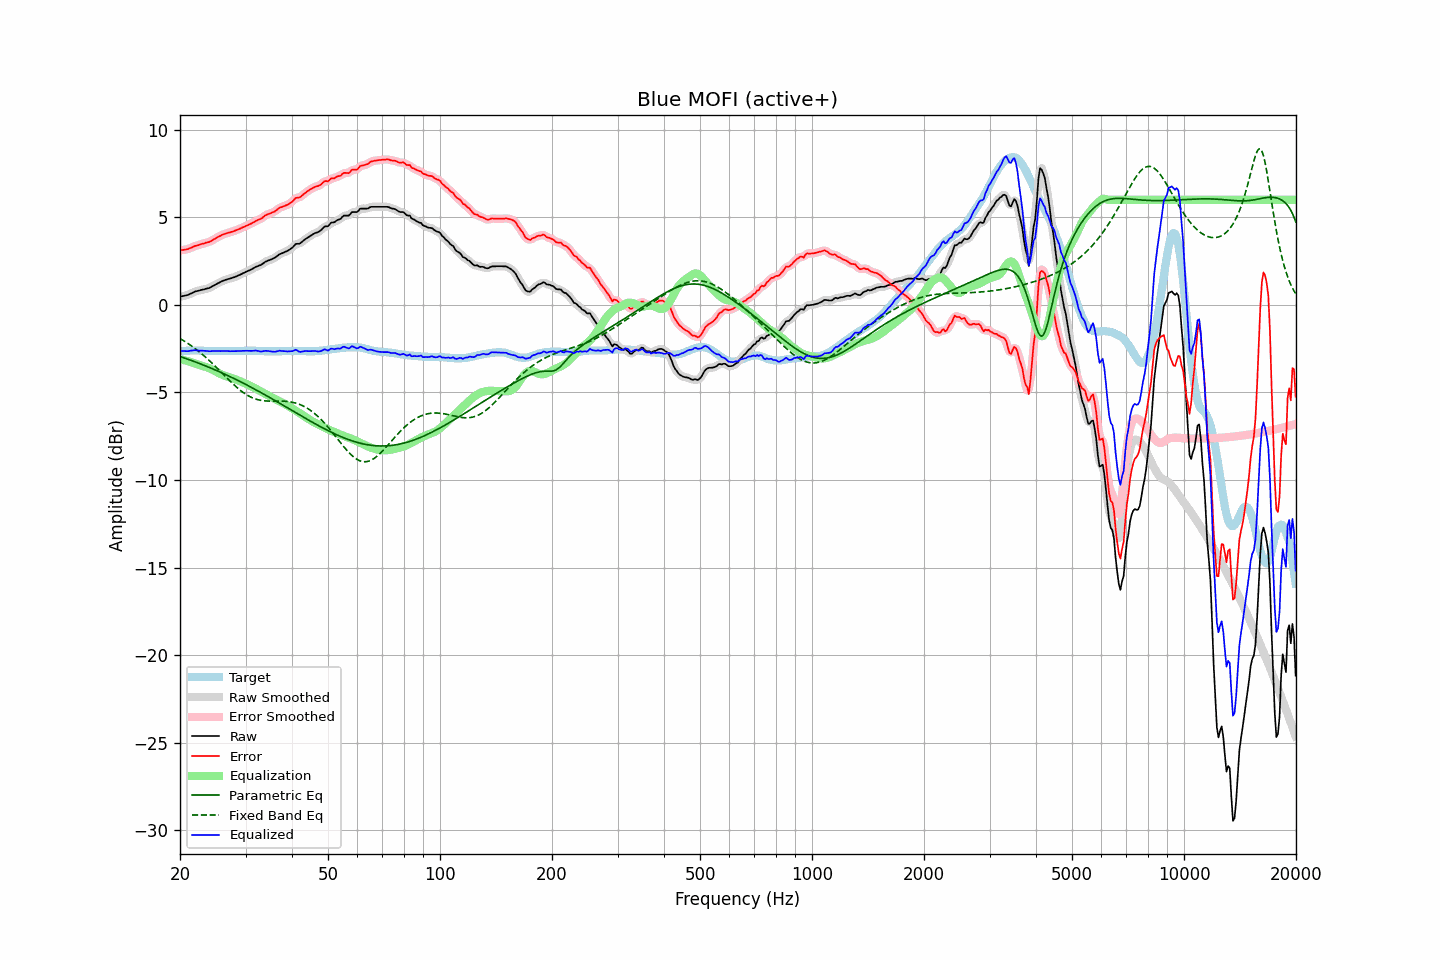 Blue MOFI (active+)
10
5
0
−5
−10
−15
−20
−25
−30
Amplitude (dBr)
Target
Raw Smoothed
Error Smoothed
Raw
Error
Equalization
Parametric Eq
Fixed Band Eq
Equalized
20 50 100 200 500 1000 2000 5000 10000 20000
Frequency (Hz)